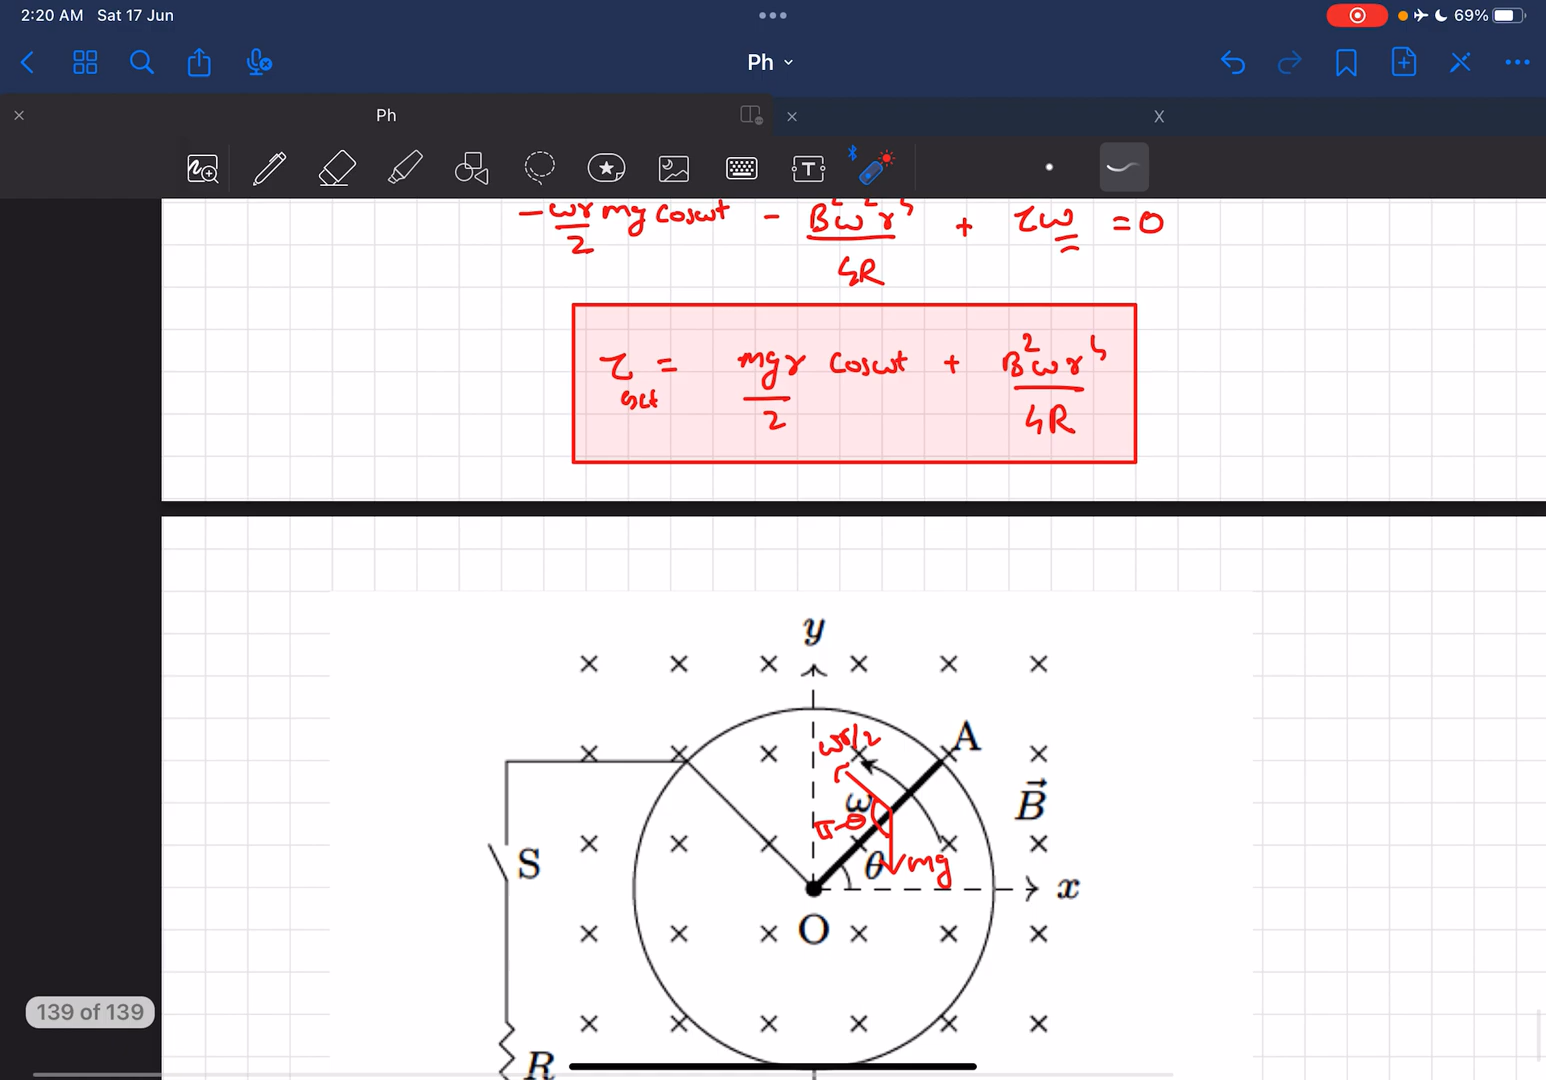 2:20 AM Sat 17 Jun
69%
Ph
Ph
X
T
- ωr/2 mg cosωt - B²ω²r⁴/4R + τω = 0
τ_ext = mgr/2 cosωt + B²ωr⁴/4R
y
ωr/2
A
B⃗
ω
π-θ
S
θ
mg
x
O
139 of 139
R